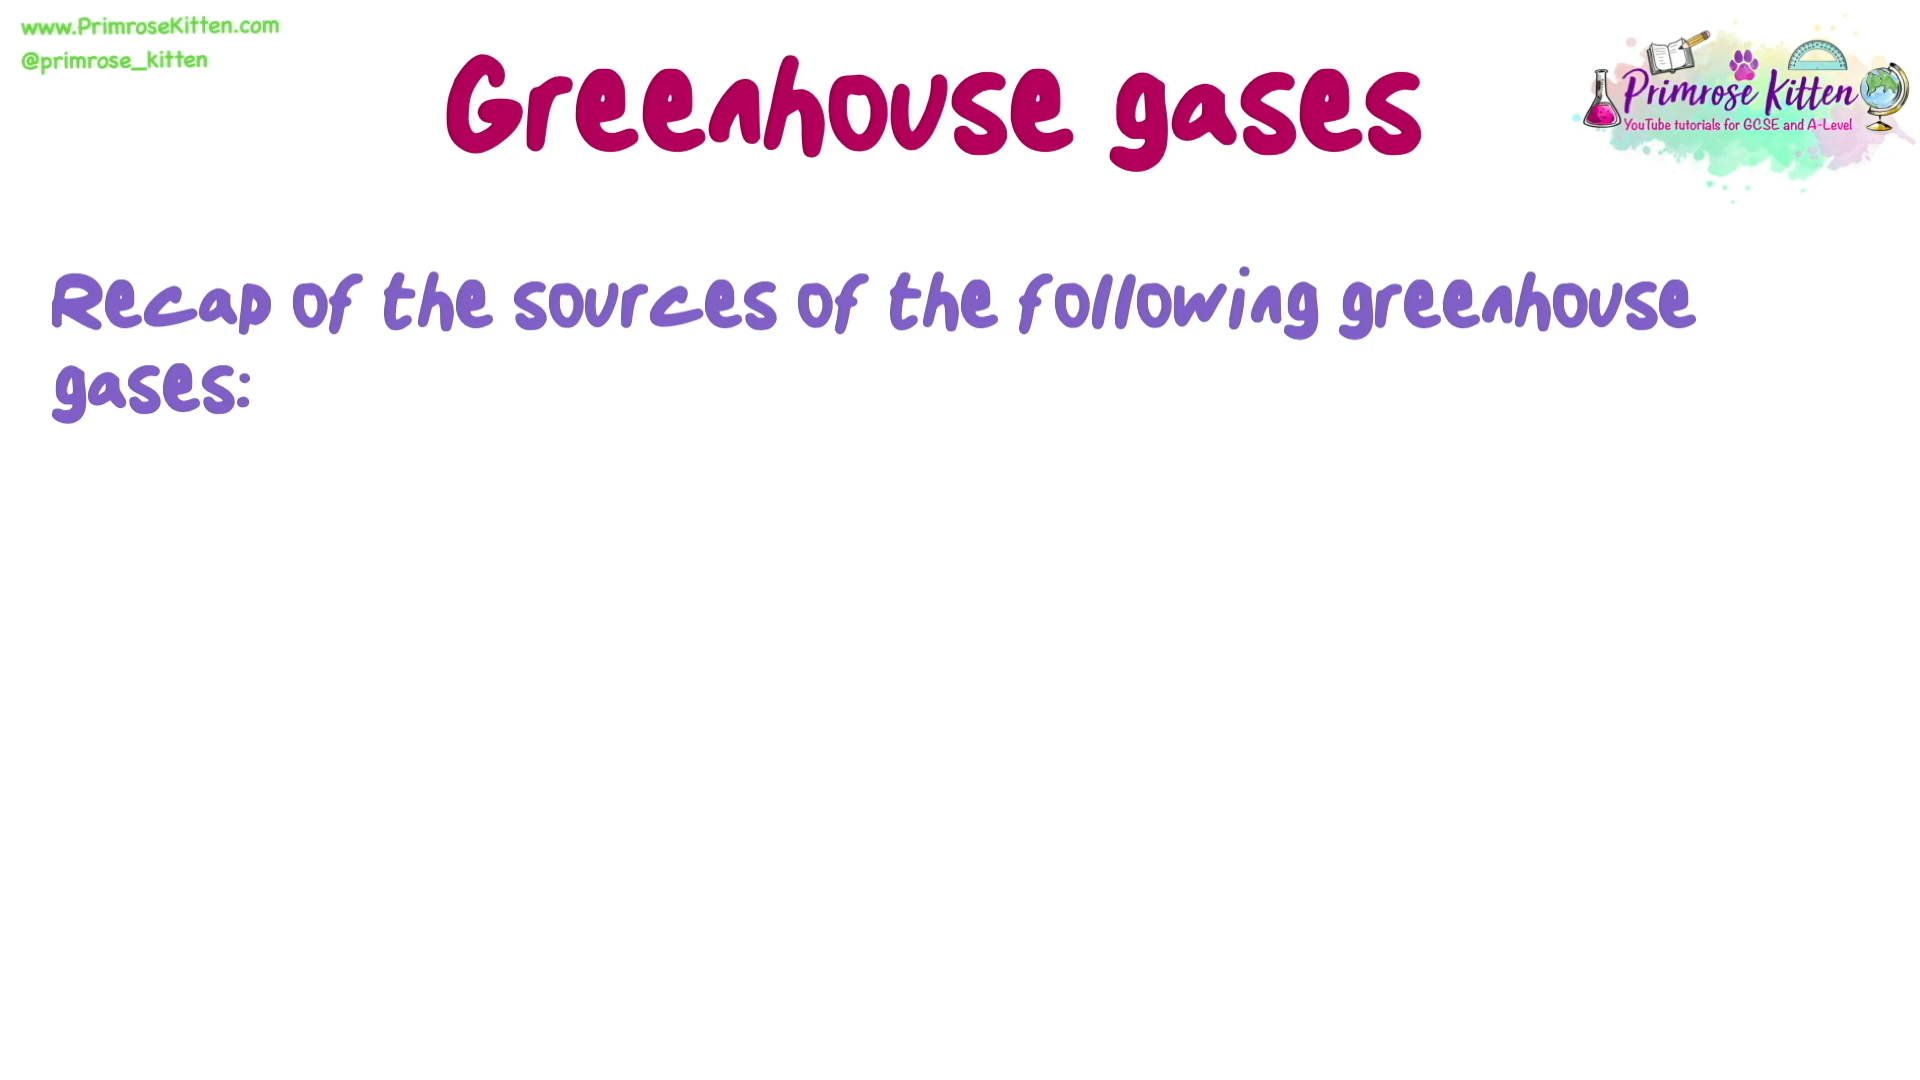 www.PrimroseKitten.com
@primrose_kitten
Greenhouse gases
Primrose Kitten
YouTube tutorials for GCSE and A-Level
Recap of the sources of the following greenhouse
gases: